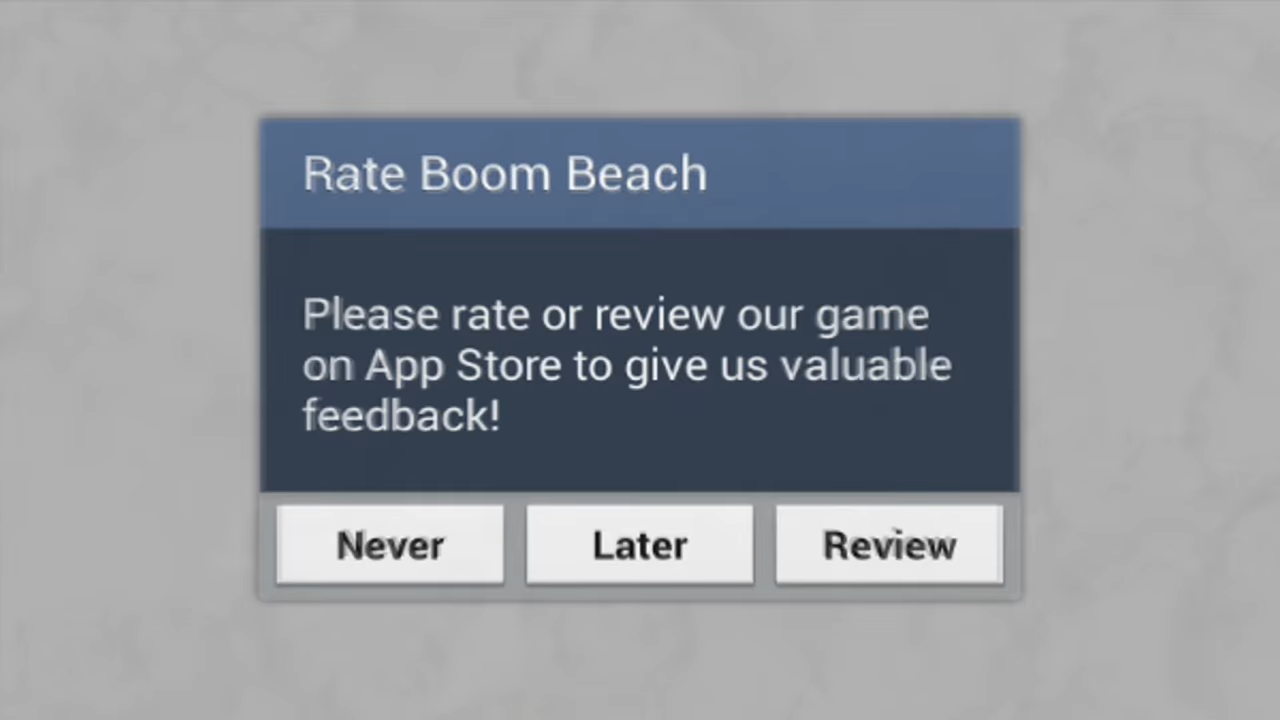 Rate Boom Beach
Please rate or review our game
on App Store to give us valuable
feedback!
Never
Later
Review